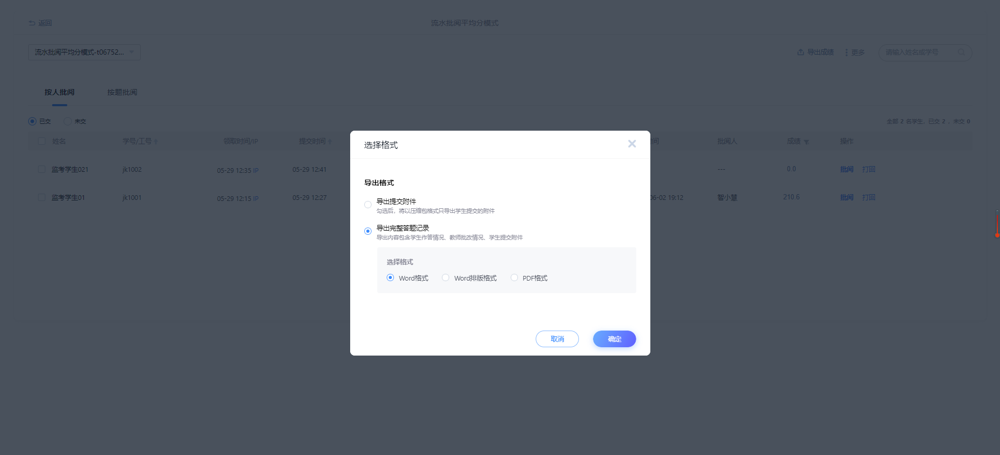 返回
流水批阅平均分模式
流水批阅平均分模式-t06752...
导出成绩
更多
请输入姓名或学号
按人批阅
按题批阅
已交
未交
全部 2 名学生，已交 2 ，未交 0
姓名
学号/工号
领取时间/IP
提交时间
批阅人
成绩
操作
监考学生021
jk1002
05-29 12:35 IP
05-29 12:41
---
0.0
批阅
打回
监考学生01
jk1001
05-29 12:15 IP
05-29 12:27
06-02 19:12
智小慧
210.6
批阅
打回
选择格式
导出格式
导出提交附件
勾选后，将以压缩包格式只导出学生提交的附件
导出完整答题记录
导出内容包含学生作答情况、教师批改情况、学生提交附件
选择格式
Word格式
Word排版格式
PDF格式
取消
确定